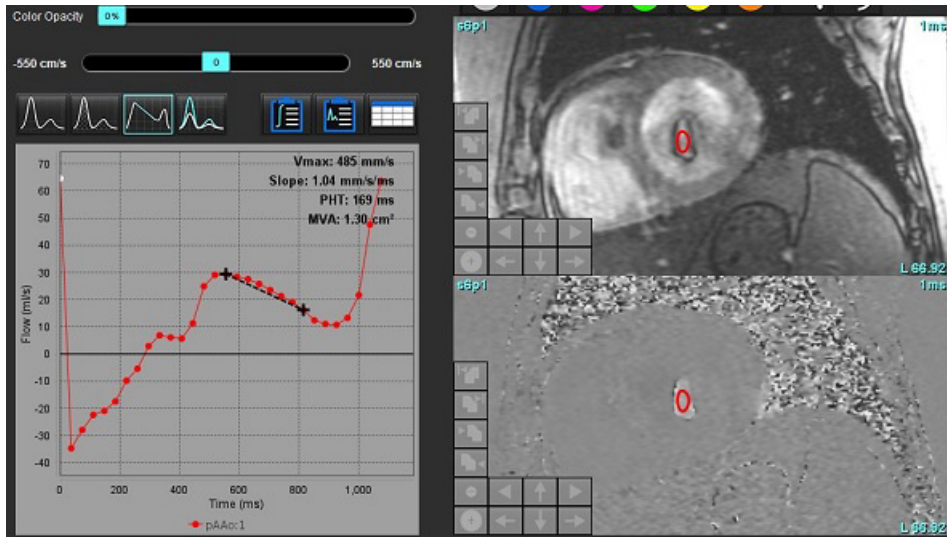 Color Opacity 0%
-550 cm/s 0 550 cm/s
Vmax: 485 mm/s
Slope: 1.04 mm/s/ms
PHT: 169 ms
MVA: 1.30 cm²
Flow (ml/s)
70
60
50
40
30
20
10
0
-10
-20
-30
-40
0 200 400 600 800 1,000
Time (ms)
pAAo:1
s6p1 1ms
L 66.92
s6p1 1ms
L 66.92